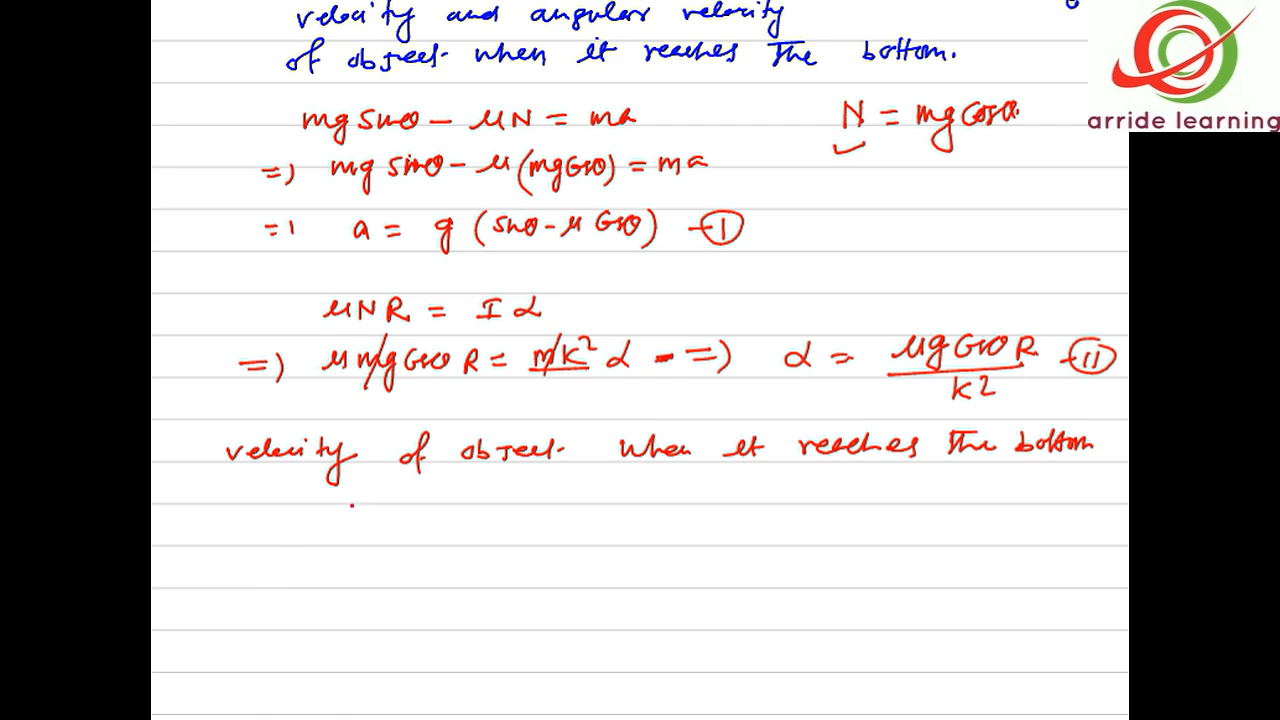 velocity and angular velocity
of object when it reaches the bottom.
mg sinθ - μN = ma
N = mg cosθ
arride learning
=) mg sinθ - μ(mg cosθ) = ma
=) a = g (sinθ - μ cosθ) - I
μNR = Iα
=) μ mg cosθ R = mk² α - =) α = μg cosθ R / k² - II
velocity of object when it reaches the bottom